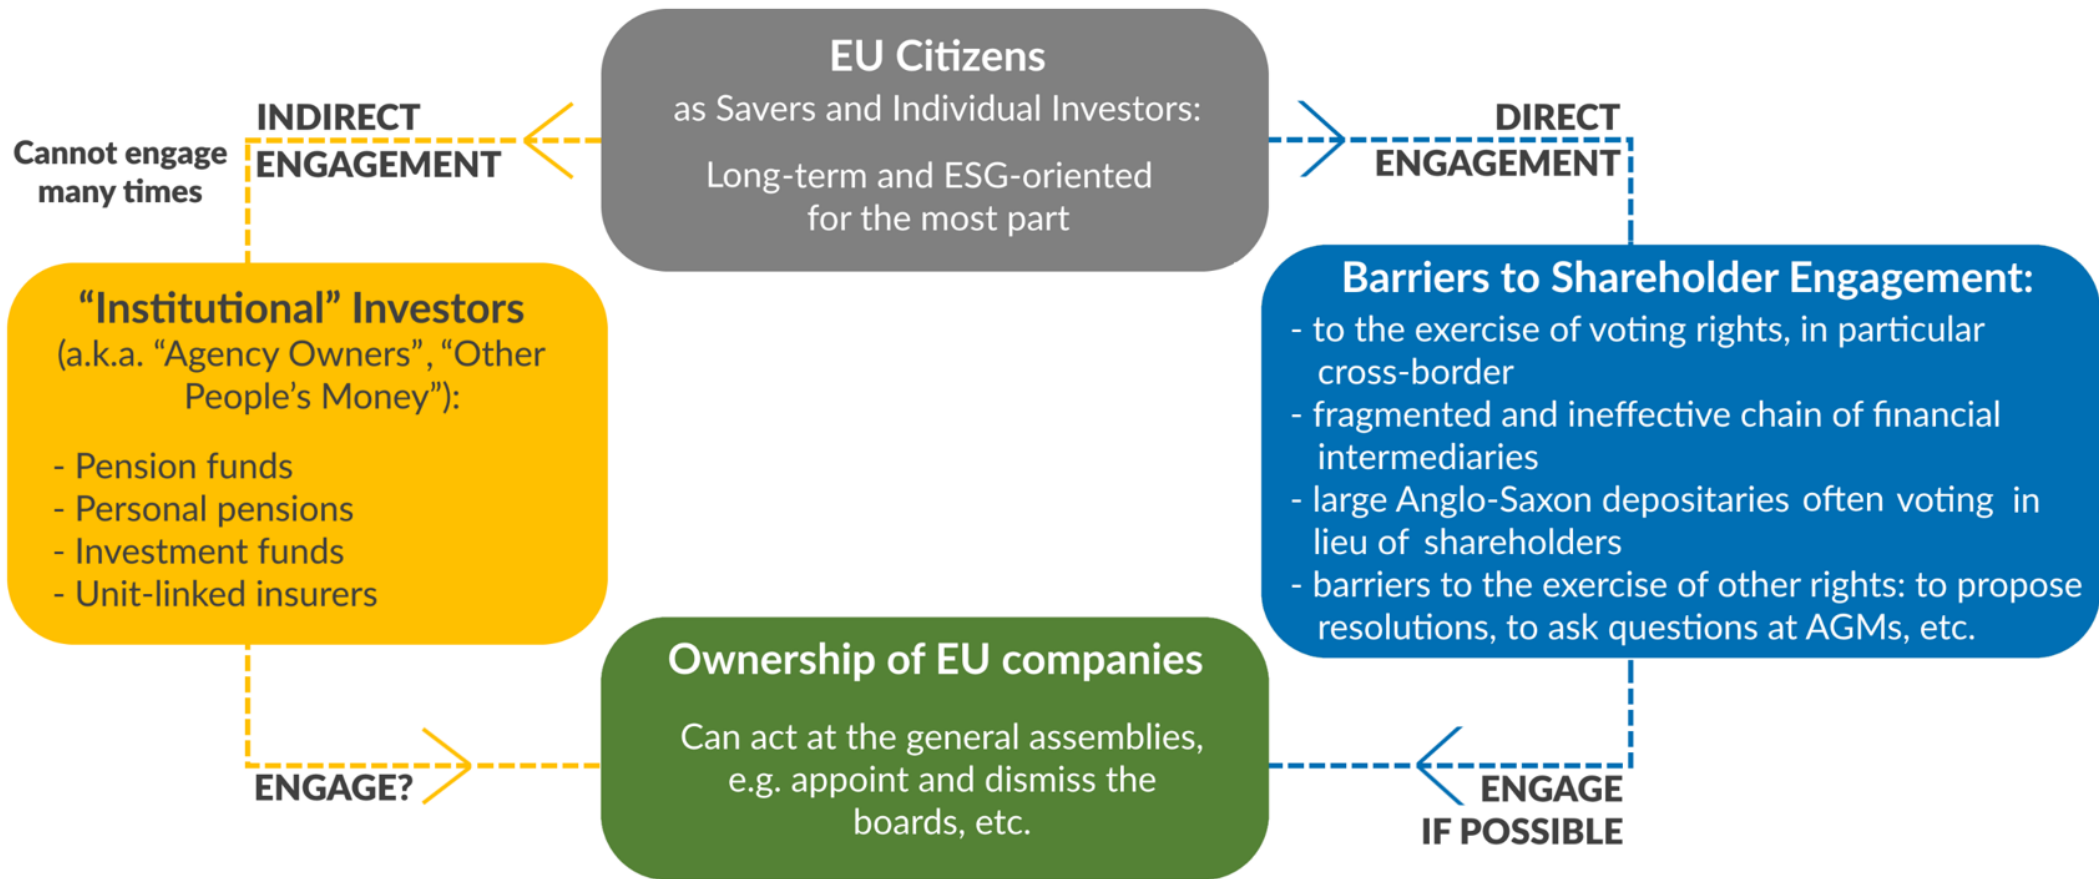 EU Citizens
as Savers and Individual Investors:
Long-term and ESG-oriented
for the most part
INDIRECT
ENGAGEMENT
Cannot engage
many times
DIRECT
ENGAGEMENT
“Institutional” Investors
(a.k.a. “Agency Owners”, “Other
People’s Money”):
- Pension funds
- Personal pensions
- Investment funds
- Unit-linked insurers
Barriers to Shareholder Engagement:
- to the exercise of voting rights, in particular
cross-border
- fragmented and ineffective chain of financial
intermediaries
- large Anglo-Saxon depositaries often voting in
lieu of shareholders
- barriers to the exercise of other rights: to propose
resolutions, to ask questions at AGMs, etc.
Ownership of EU companies
Can act at the general assemblies,
e.g. appoint and dismiss the
boards, etc.
ENGAGE?
ENGAGE
IF POSSIBLE